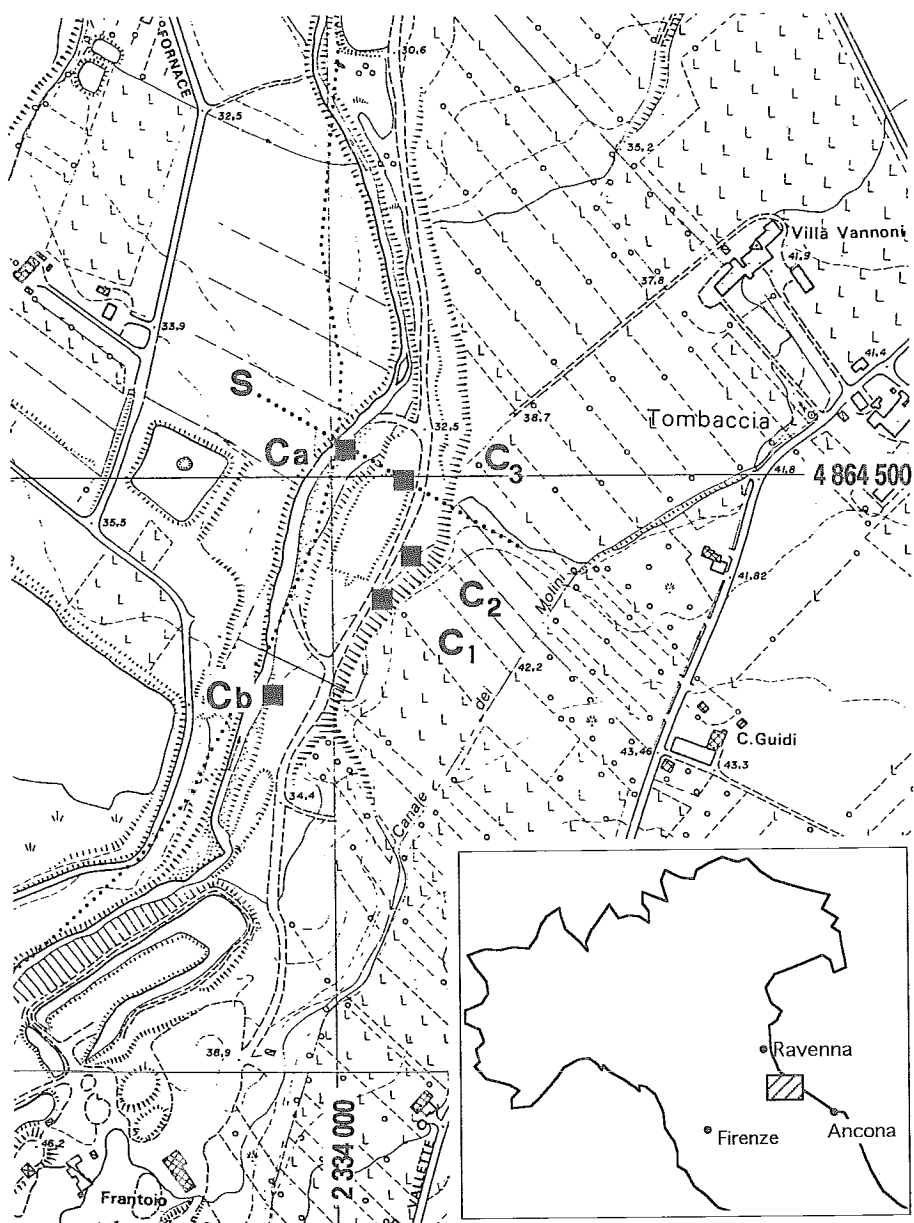 FORNACE
30,6
32,5
35,2
Villa Vannoni
41,9
37,8
33,9
41,4
S
38,7
32,5
Tombaccia
Ca
C3
41,8
4 864 500
35,5
Molini
41,82
C2
C1
42,2
dei
Cb
C.Guidi
43,46
43,3
34,4
Canale
38,9
2 334 000
VALLETTE
46,2
Frantoio
Ravenna
Ancona
Firenze